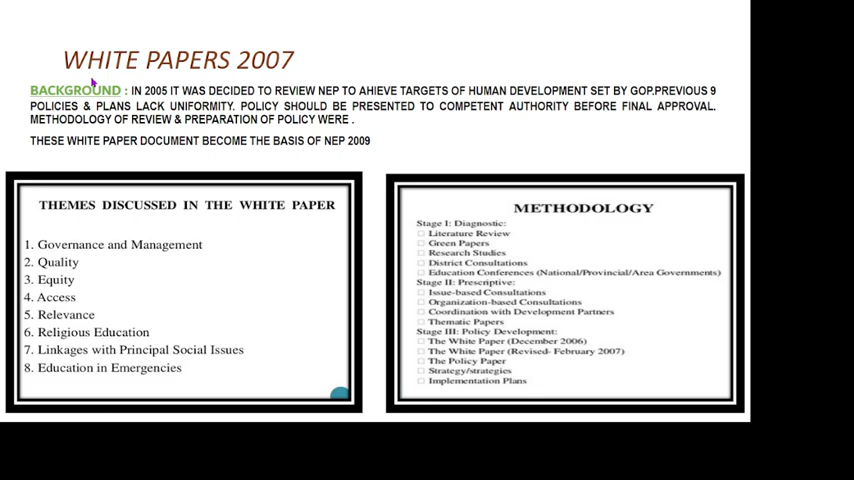 WHITE PAPERS 2007
BACKGROUND : IN 2005 IT WAS DECIDED TO REVIEW NEP TO AHIEVE TARGETS OF HUMAN DEVELOPMENT SET BY GOP.PREVIOUS 9
POLICIES & PLANS LACK UNIFORMITY. POLICY SHOULD BE PRESENTED TO COMPETENT AUTHORITY BEFORE FINAL APPROVAL.
METHODOLOGY OF REVIEW & PREPARATION OF POLICY WERE .
THESE WHITE PAPER DOCUMENT BECOME THE BASIS OF NEP 2009
THEMES DISCUSSED IN THE WHITE PAPER
1. Governance and Management
2. Quality
3. Equity
4. Access
5. Relevance
6. Religious Education
7. Linkages with Principal Social Issues
8. Education in Emergencies
METHODOLOGY
Stage I: Diagnostic:
Literature Review
Green Papers
Research Studies
District Consultations
Education Conferences (National/Provincial/Area Governments)
Stage II: Prescriptive:
Issue-based Consultations
Organization-based Consultations
Coordination with Development Partners
Thematic Papers
Stage III: Policy Development:
The White Paper (December 2006)
The White Paper (Revised- February 2007)
The Policy Paper
Strategy/strategies
Implementation Plans